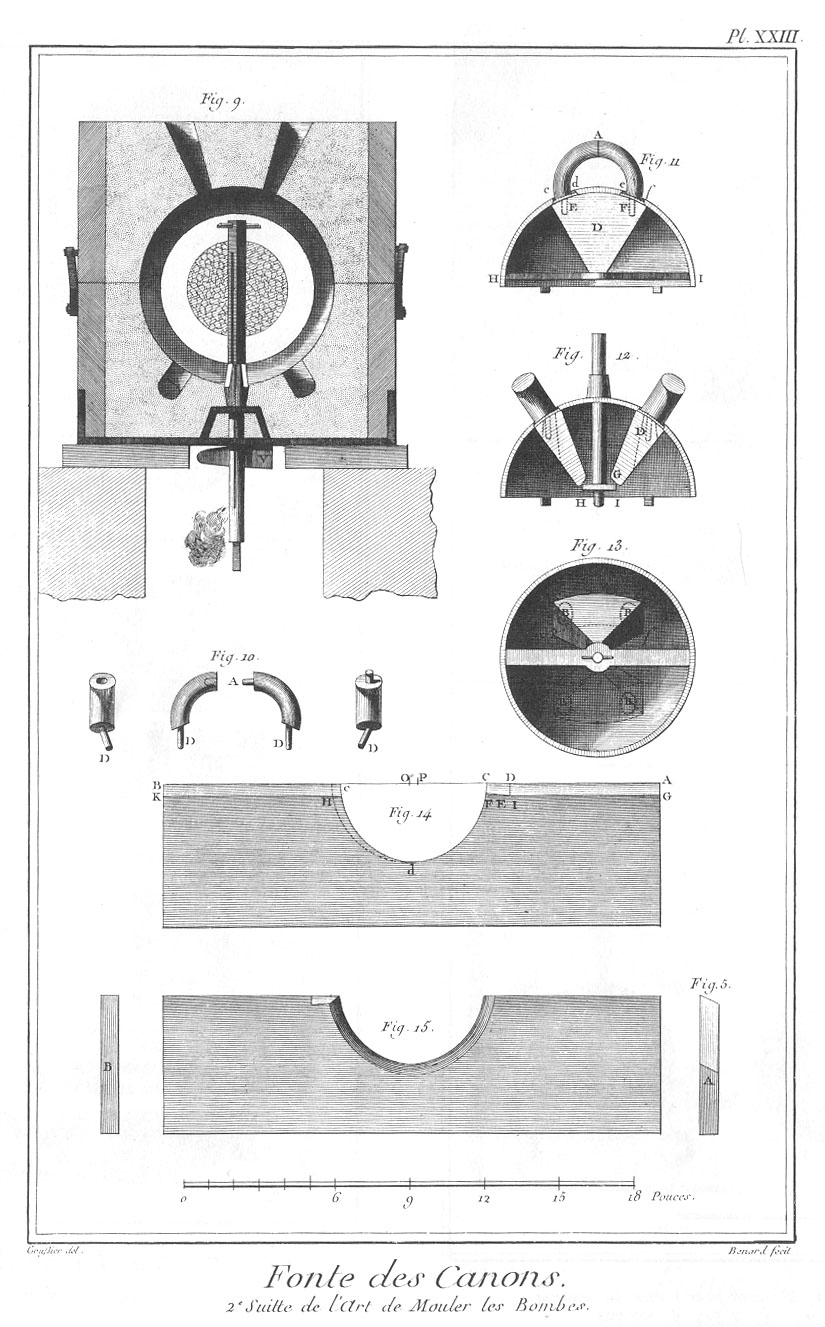 Pl. XXIII.
Fig. 9.
V
A
Fig. 11
c d e f
E F
D
H I
Fig. 12.
D
G
H I
Fig. 13.
B B
B B
Fig. 10.
A
D D D D
B O P C D A
K H c F E I G
Fig. 14
d
Fig. 5.
Fig. 15.
B
A
0 6 9 12 15 18 Pouces.
Goussier del.
Benard fecit
Fonte des Canons.
2e Suitte de l'Art de Mouler les Bombes.